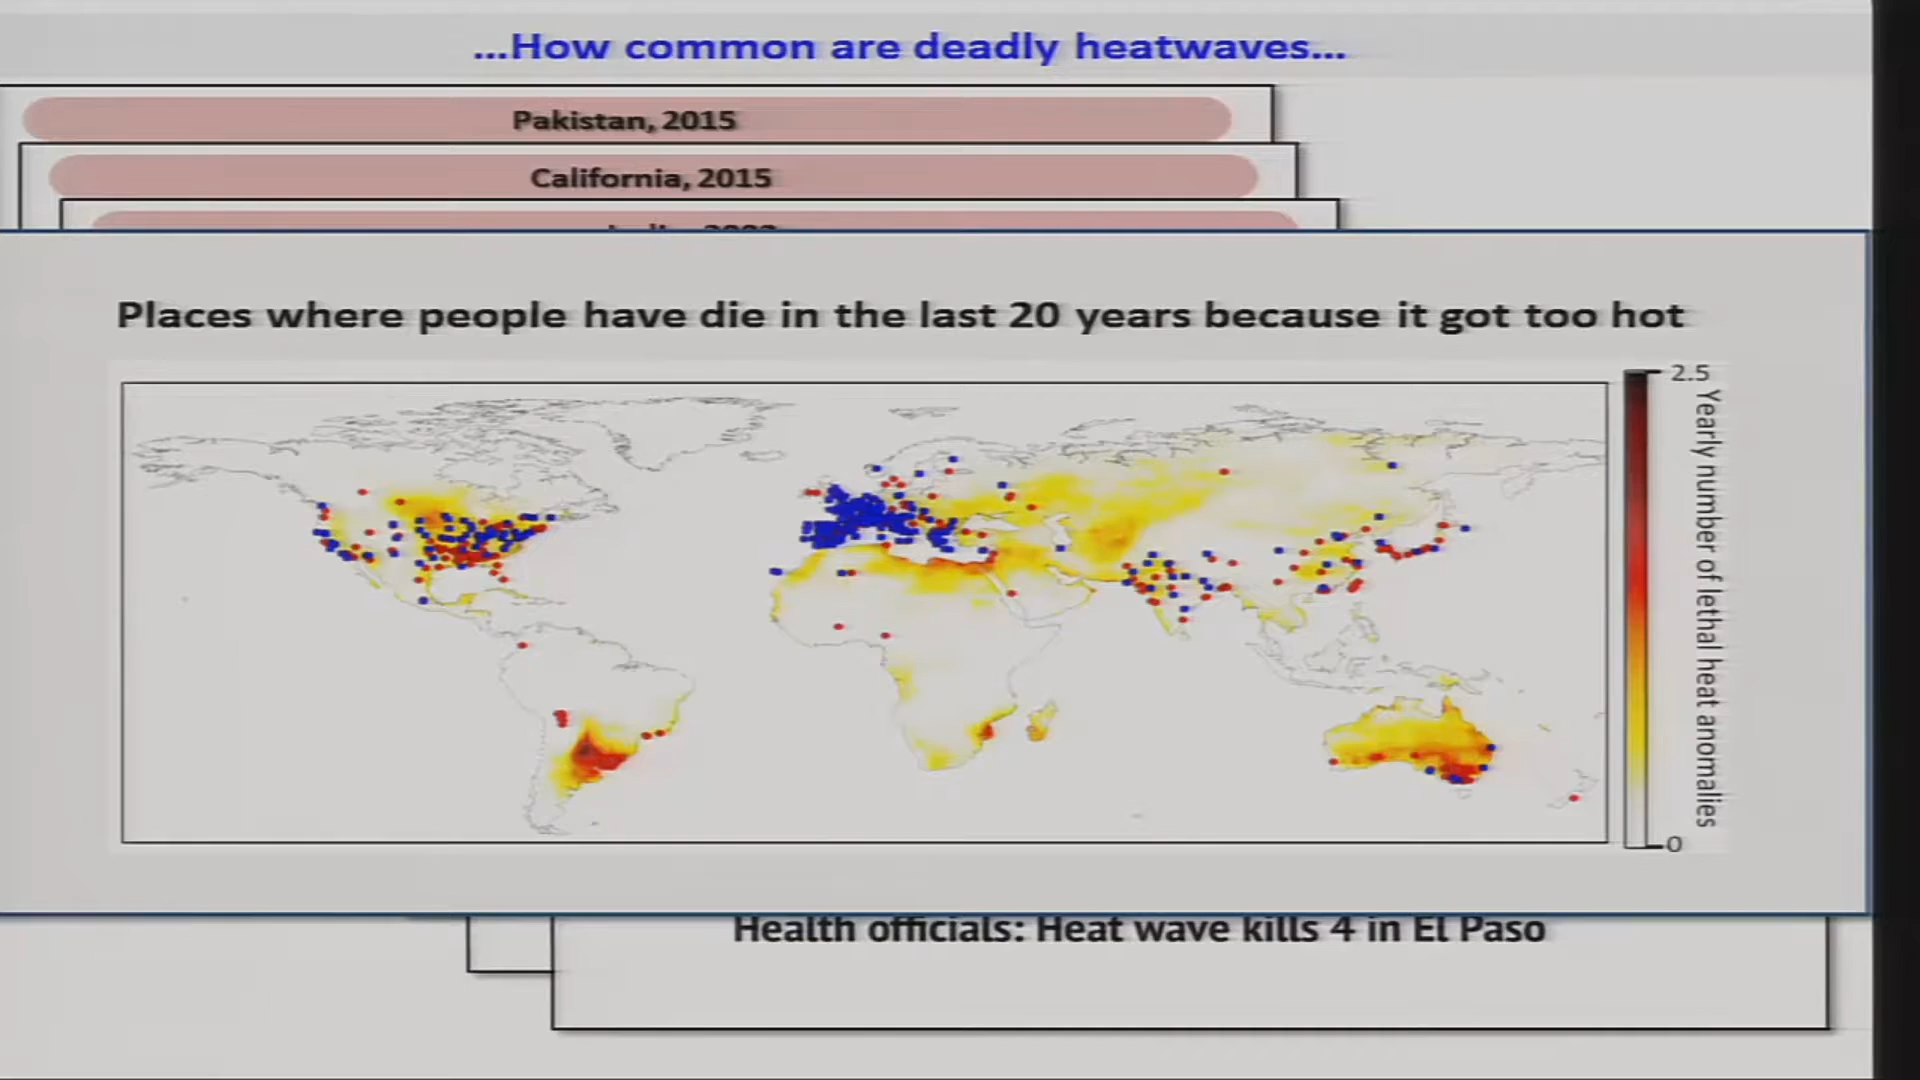 ...How common are deadly heatwaves...
Pakistan, 2015
California, 2015
Places where people have die in the last 20 years because it got too hot
2.5
Yearly number of lethal heat anomalies
0
Health officials: Heat wave kills 4 in El Paso